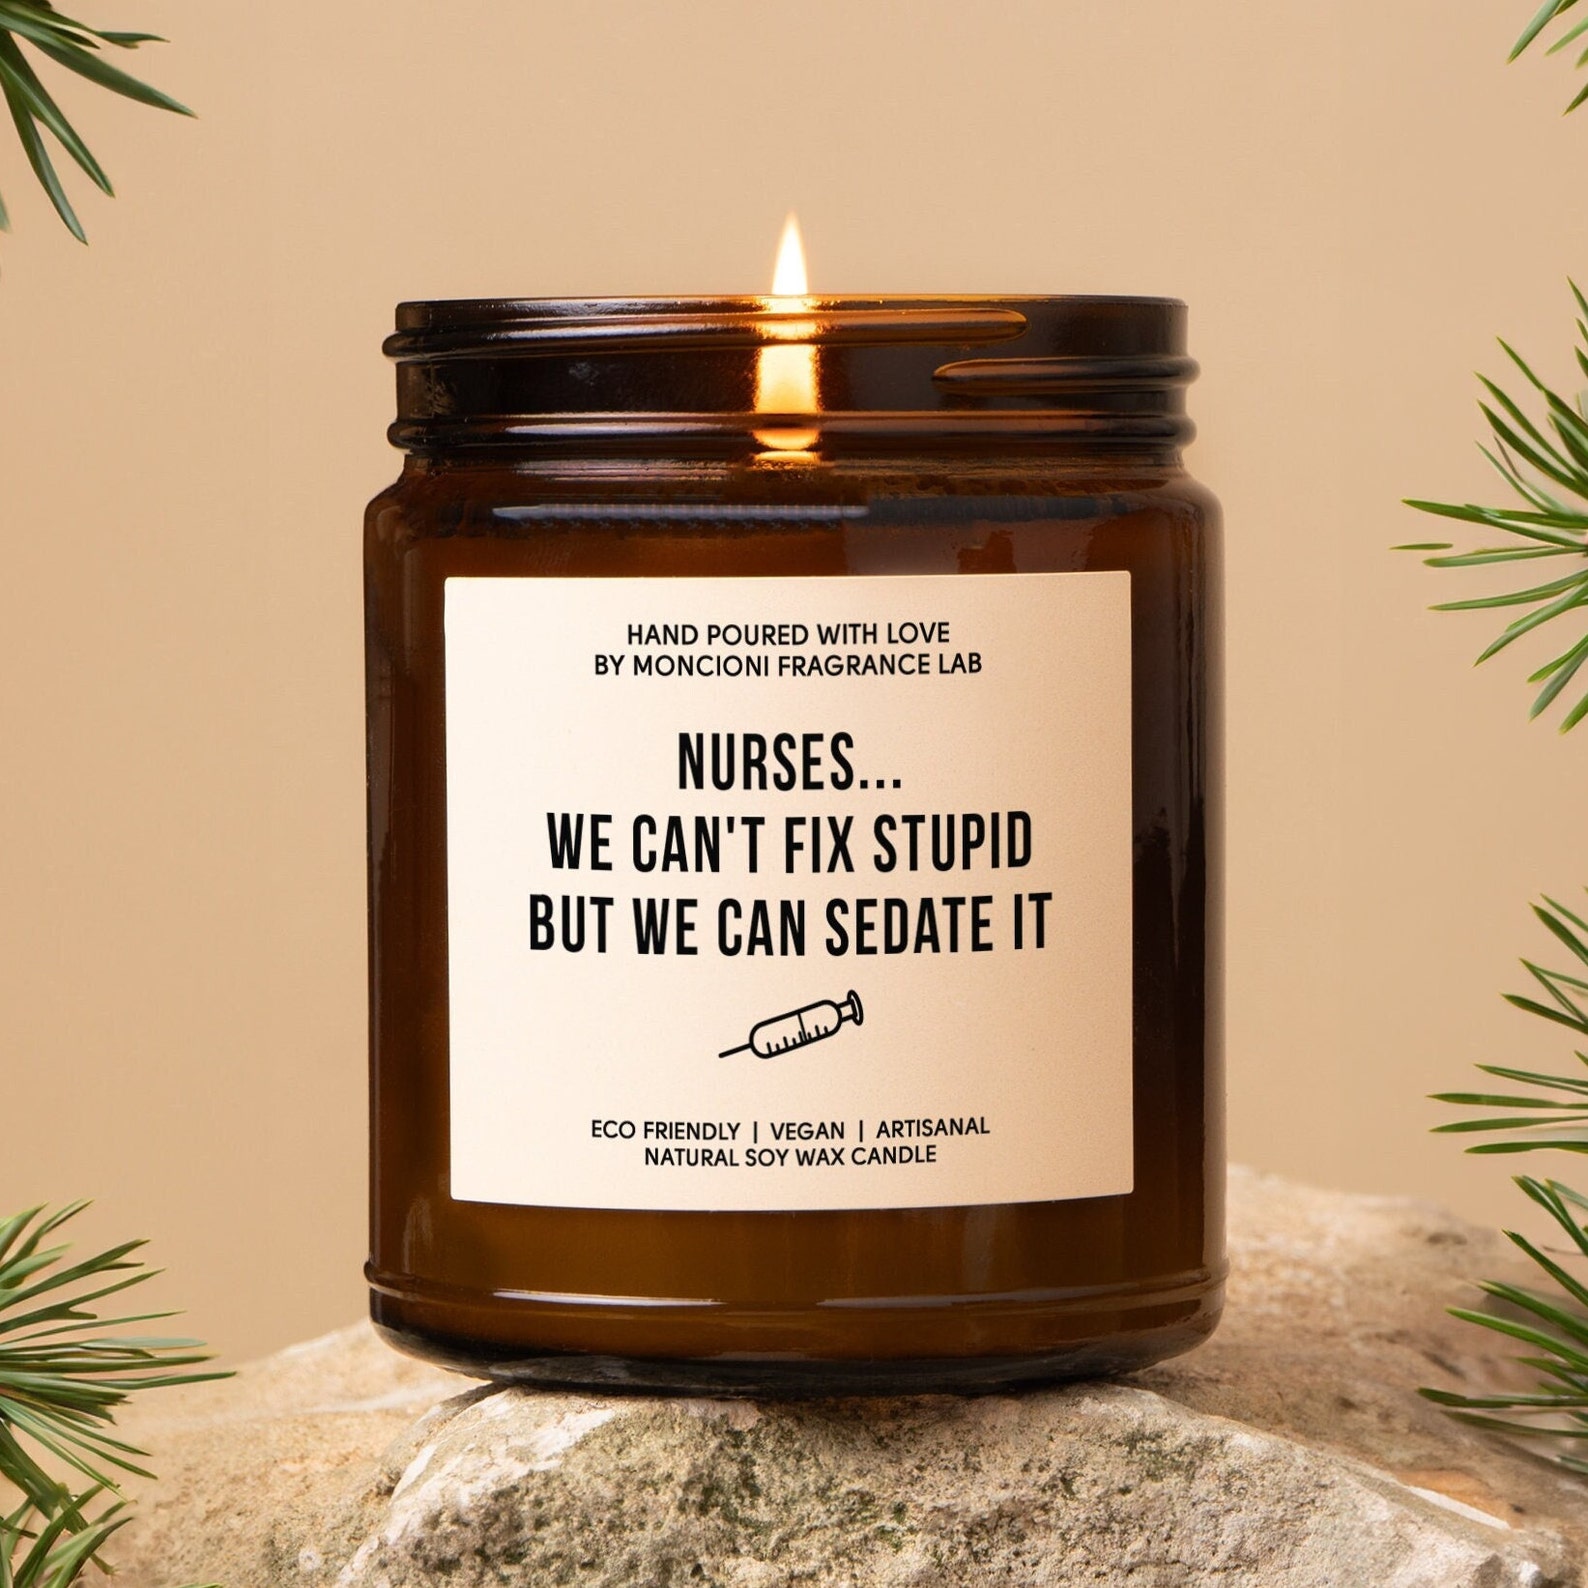 HAND POURED WITH LOVE
BY MONCIONI FRAGRANCE LAB
NURSES...
WE CAN'T FIX STUPID
BUT WE CAN SEDATE IT
ECO FRIENDLY | VEGAN | ARTISANAL
NATURAL SOY WAX CANDLE